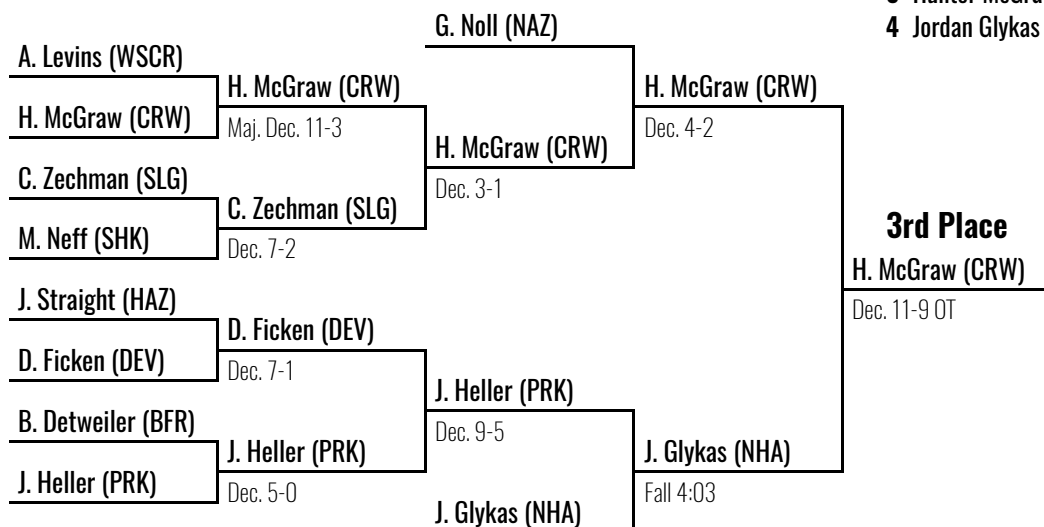 4 Jordan Glykas
G. Noll (NAZ)
A. Levins (WSCR)
H. McGraw (CRW)
H. McGraw (CRW)
H. McGraw (CRW)
Maj. Dec. 11-3
Dec. 4-2
H. McGraw (CRW)
C. Zechman (SLG)
Dec. 3-1
C. Zechman (SLG)
M. Neff (SHK)
Dec. 7-2
3rd Place
H. McGraw (CRW)
J. Straight (HAZ)
Dec. 11-9 OT
D. Ficken (DEV)
D. Ficken (DEV)
Dec. 7-1
J. Heller (PRK)
B. Detweiler (BFR)
Dec. 9-5
J. Heller (PRK)
J. Glykas (NHA)
J. Heller (PRK)
Dec. 5-0
Fall 4:03
J. Glykas (NHA)